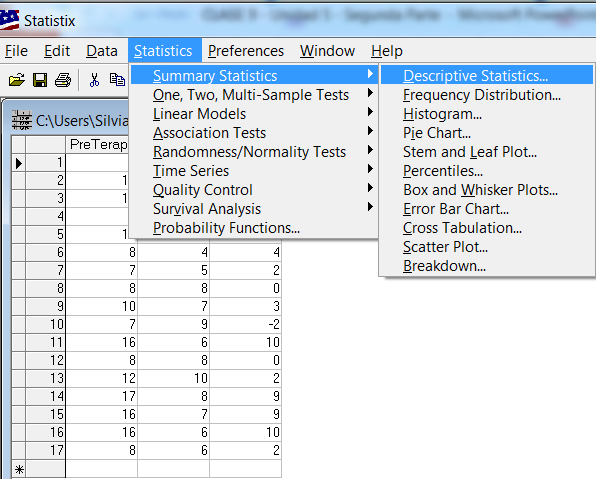 CLASE 9 - Unidad 5 - Segunda Parte - Microsoft PowerPoint
Statistix
File Edit Data Statistics Preferences Window Help
Summary Statistics
One, Two, Multi-Sample Tests
Linear Models
Association Tests
Randomness/Normality Tests
Time Series
Quality Control
Survival Analysis
Probability Functions...
Descriptive Statistics...
Frequency Distribution...
Histogram...
Pie Chart...
Stem and Leaf Plot...
Percentiles...
Box and Whisker Plots...
Error Bar Chart...
Cross Tabulation...
Scatter Plot...
Breakdown...
C:\Users\Silvia
PreTerap
1
2 1
3 1
4
5 1
6 8 4 4
7 7 5 2
8 8 8 0
9 10 7 3
10 7 9 -2
11 16 6 10
12 8 8 0
13 12 10 2
14 17 8 9
15 16 7 9
16 16 6 10
17 8 6 2